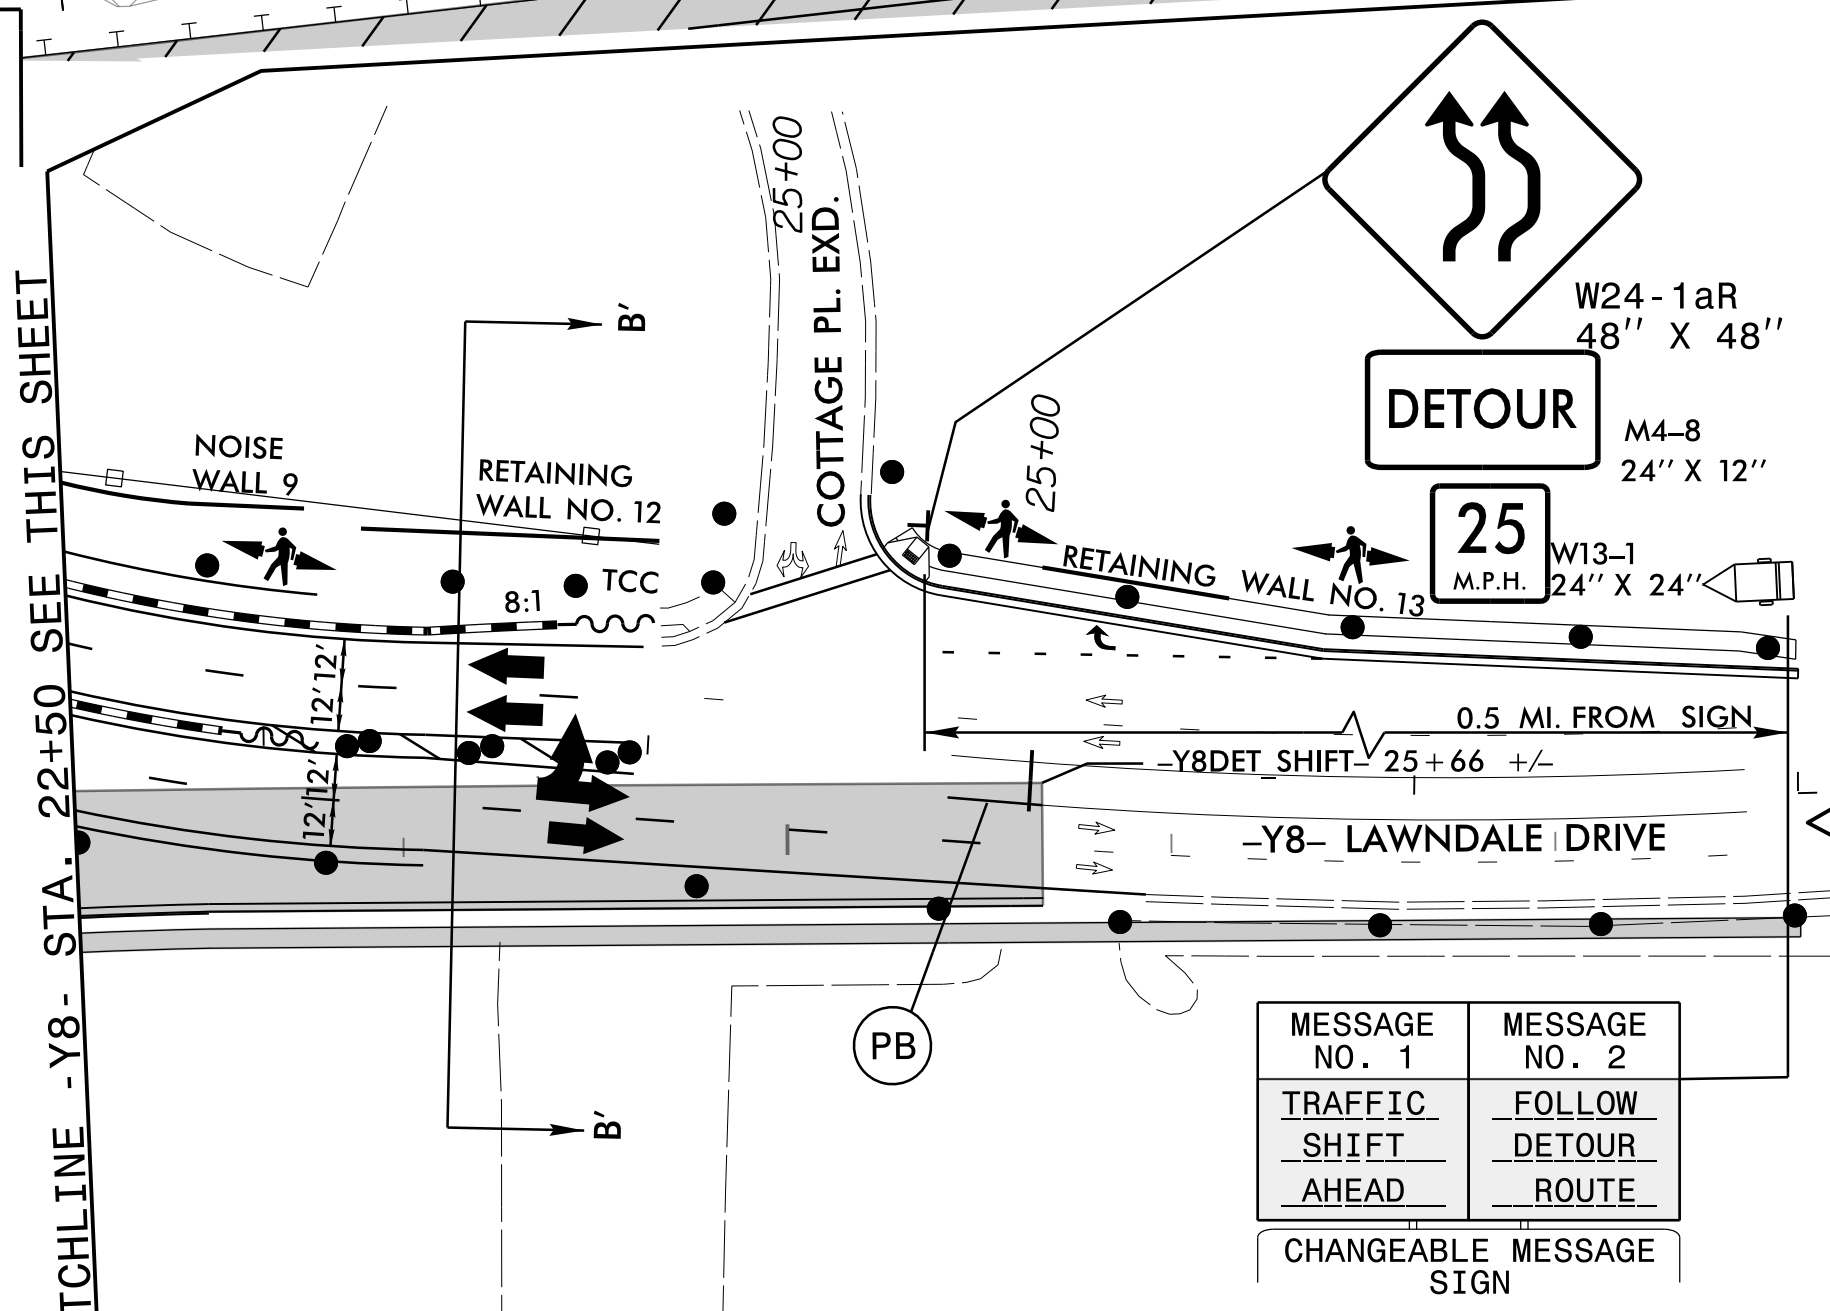 TCHLINE -Y8- STA. 22+50 SEE THIS SHEET
25+00
COTTAGE PL. EXD.
B'
W24-1aR
48'' X 48''
DETOUR
M4-8
24'' X 12''
25
M.P.H.
W13-1
24'' X 24''
25+00
NOISE
WALL 9
RETAINING
WALL NO. 12
TCC
8:1
RETAINING WALL NO. 13
12' 12'
12' 12'
0.5 MI. FROM SIGN
-Y8DET_SHIFT- 25+66 +/-
-Y8- LAWNDALE DRIVE
PB
B'
MESSAGE
NO. 1
MESSAGE
NO. 2
TRAFFIC
SHIFT
AHEAD
FOLLOW
DETOUR
ROUTE
CHANGEABLE MESSAGE
SIGN